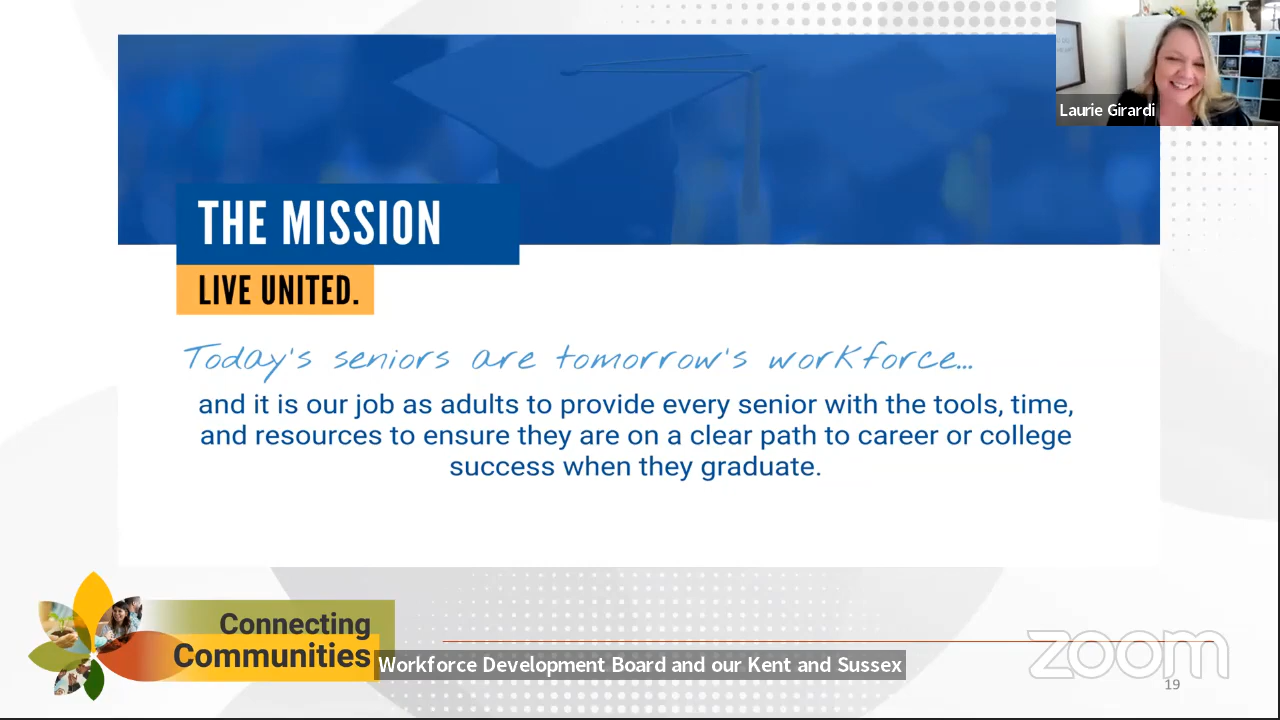 Laurie Girardi
THE MISSION
LIVE UNITED.
Today's seniors are tomorrow's workforce...
and it is our job as adults to provide every senior with the tools, time,
and resources to ensure they are on a clear path to career or college
success when they graduate.
Connecting
Communities
Workforce Development Board and our Kent and Sussex
zoom
19